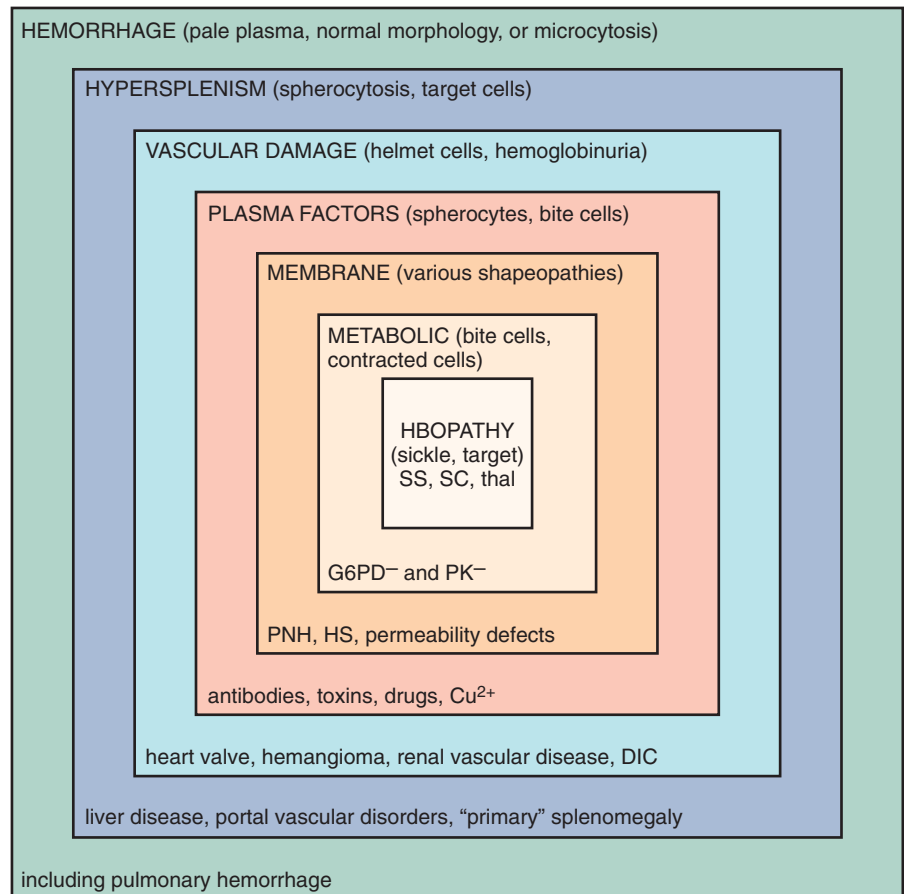 HEMORRHAGE (pale plasma, normal morphology, or microcytosis)
HYPERSPLENISM (spherocytosis, target cells)
VASCULAR DAMAGE (helmet cells, hemoglobinuria)
PLASMA FACTORS (spherocytes, bite cells)
MEMBRANE (various shapeopathies)
METABOLIC (bite cells,
contracted cells)
HBOPATHY
(sickle, target)
SS, SC, thal
G6PD⁻ and PK⁻
PNH, HS, permeability defects
antibodies, toxins, drugs, Cu²⁺
heart valve, hemangioma, renal vascular disease, DIC
liver disease, portal vascular disorders, “primary” splenomegaly
including pulmonary hemorrhage